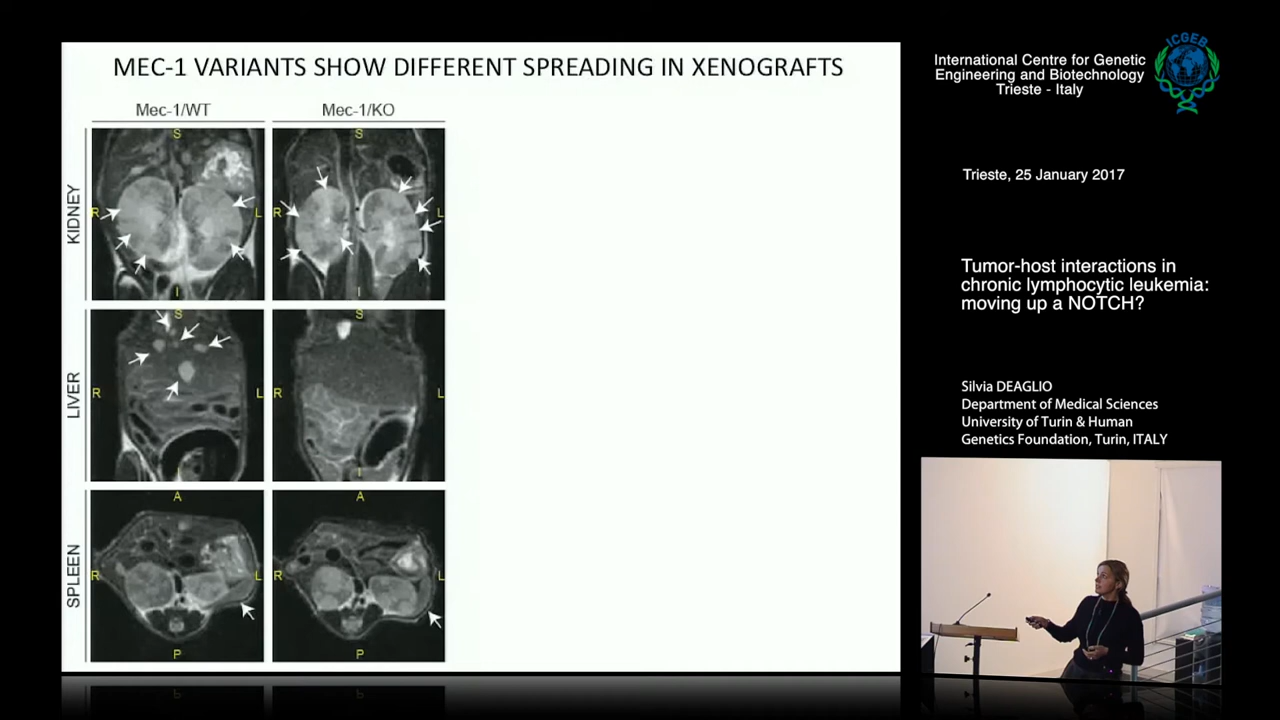 MEC-1 VARIANTS SHOW DIFFERENT SPREADING IN XENOGRAFTS
Mec-1/WT
Mec-1/KO
KIDNEY
S
R
L
I
S
R
L
I
LIVER
S
R
L
I
S
R
L
I
SPLEEN
A
R
L
P
A
R
L
P
International Centre for Genetic
Engineering and Biotechnology
Trieste - Italy
ICGEB
Trieste, 25 January 2017
Tumor-host interactions in
chronic lymphocytic leukemia:
moving up a NOTCH?
Silvia DEAGLIO
Department of Medical Sciences
University of Turin & Human
Genetics Foundation, Turin, ITALY